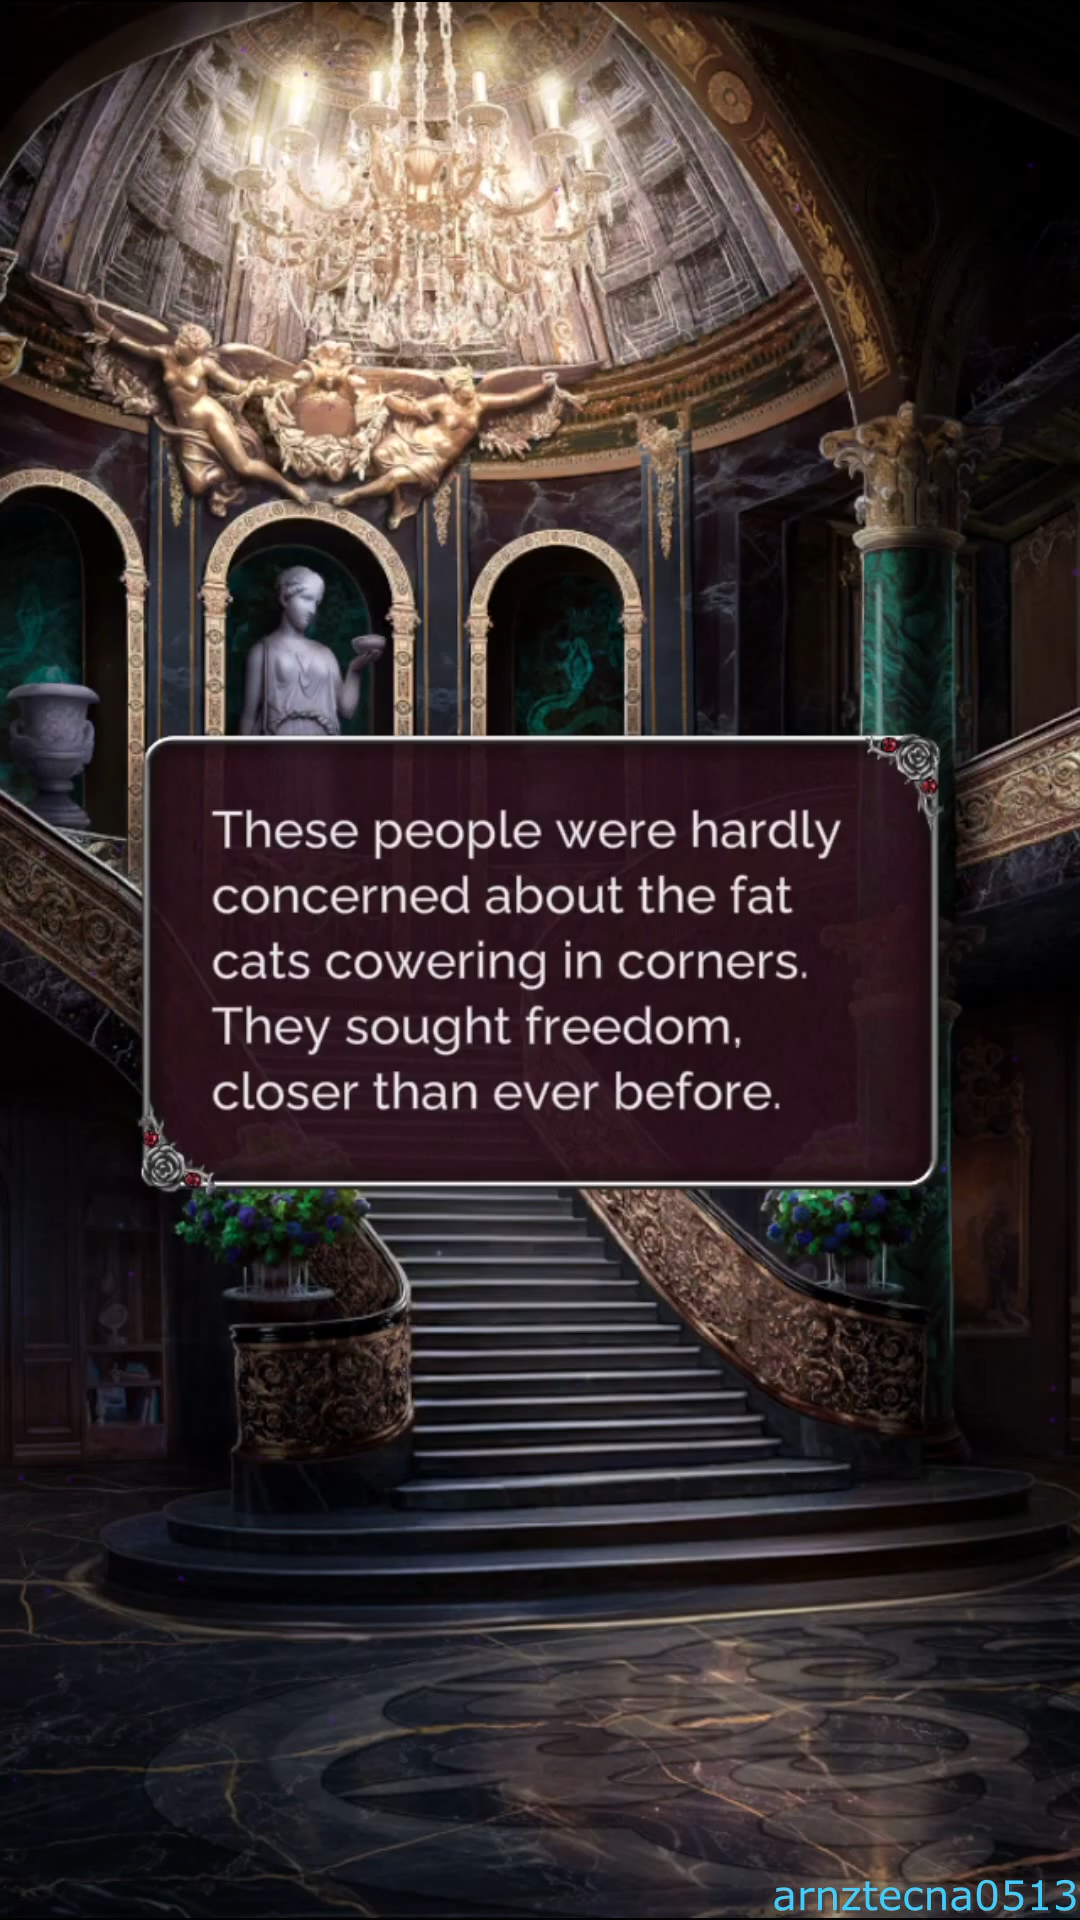 These people were hardly
concerned about the fat
cats cowering in corners.
They sought freedom,
closer than ever before.
arnztecna0513